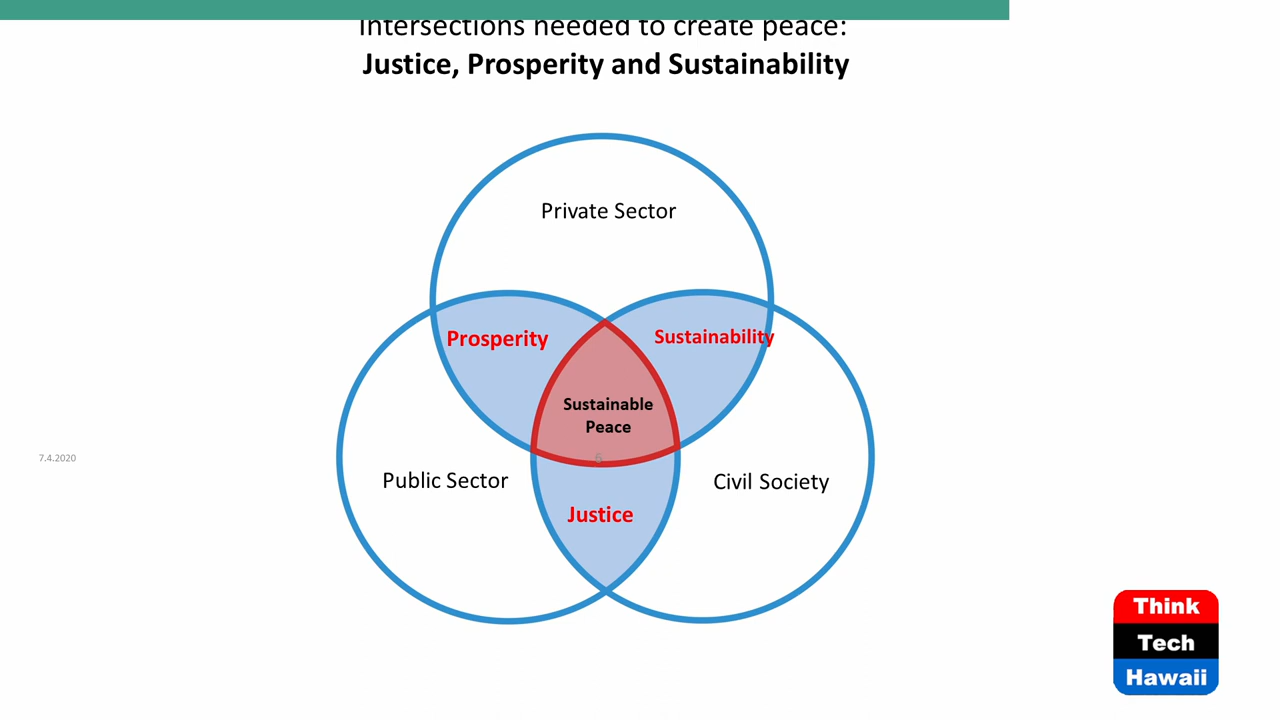 Intersections needed to create peace:
Justice, Prosperity and Sustainability
Private Sector
Prosperity
Sustainability
Sustainable
Peace
7.4.2020
6
Public Sector
Civil Society
Justice
Think
Tech
Hawaii